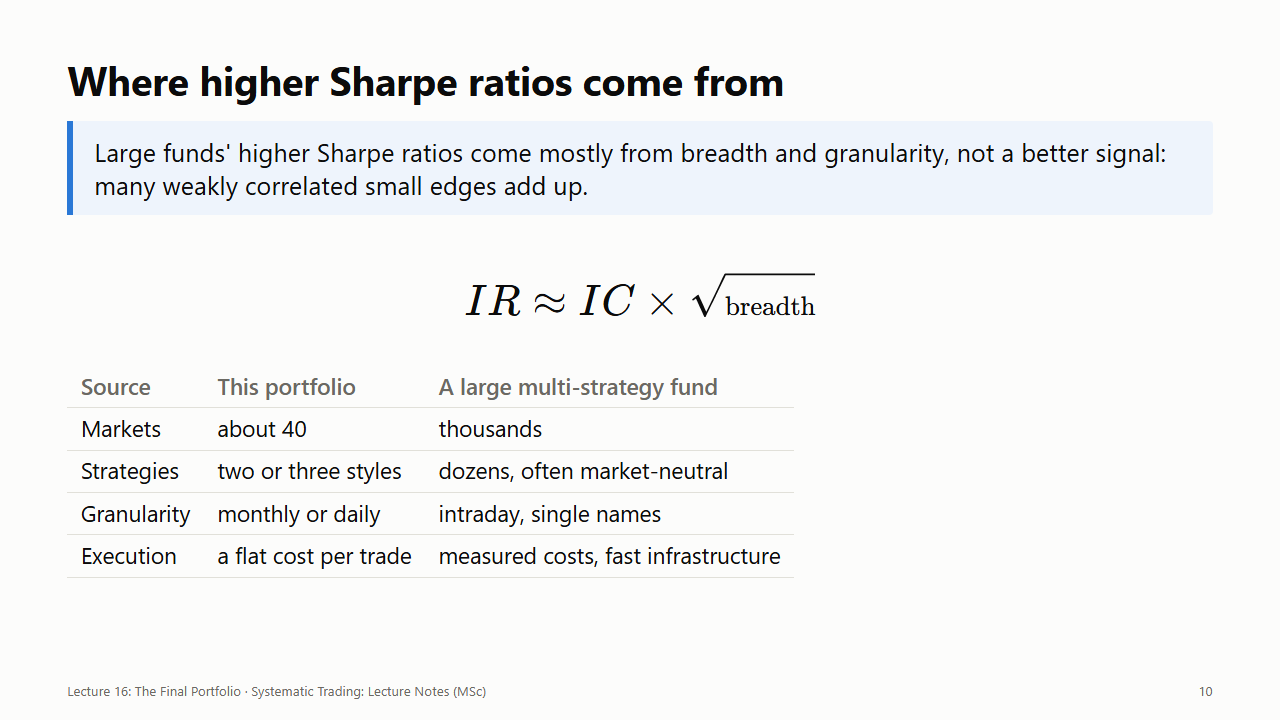 Where higher Sharpe ratios come from
Large funds' higher Sharpe ratios come mostly from breadth and granularity, not a better signal:
many weakly correlated small edges add up.
IR ≈ IC × √breadth
Source This portfolio A large multi-strategy fund
Markets about 40 thousands
Strategies two or three styles dozens, often market-neutral
Granularity monthly or daily intraday, single names
Execution a flat cost per trade measured costs, fast infrastructure
Lecture 16: The Final Portfolio · Systematic Trading: Lecture Notes (MSc) 10